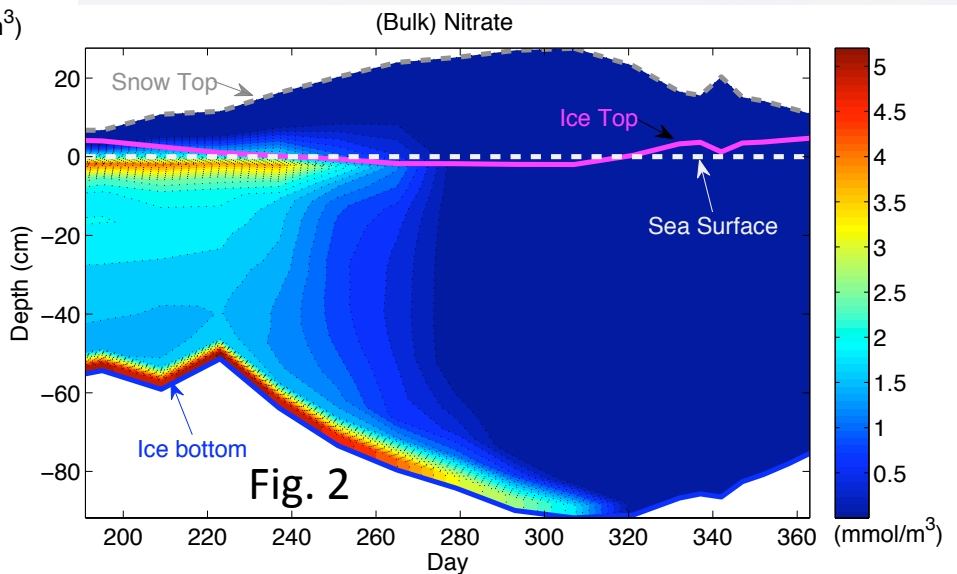 m³)
(Bulk) Nitrate
Snow Top
Ice Top
Sea Surface
Ice bottom
Fig. 2
Depth (cm)
20
0
−20
−40
−60
−80
200 220 240 260 280 300 320 340 360
Day
5
4.5
4
3.5
3
2.5
2
1.5
1
0.5
(mmol/m³)